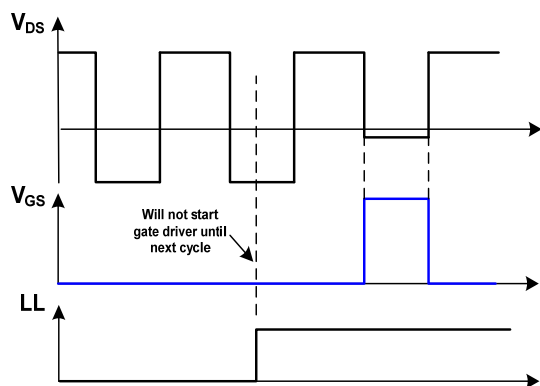 VDS
VGS
Will not start
gate driver until
next cycle
LL